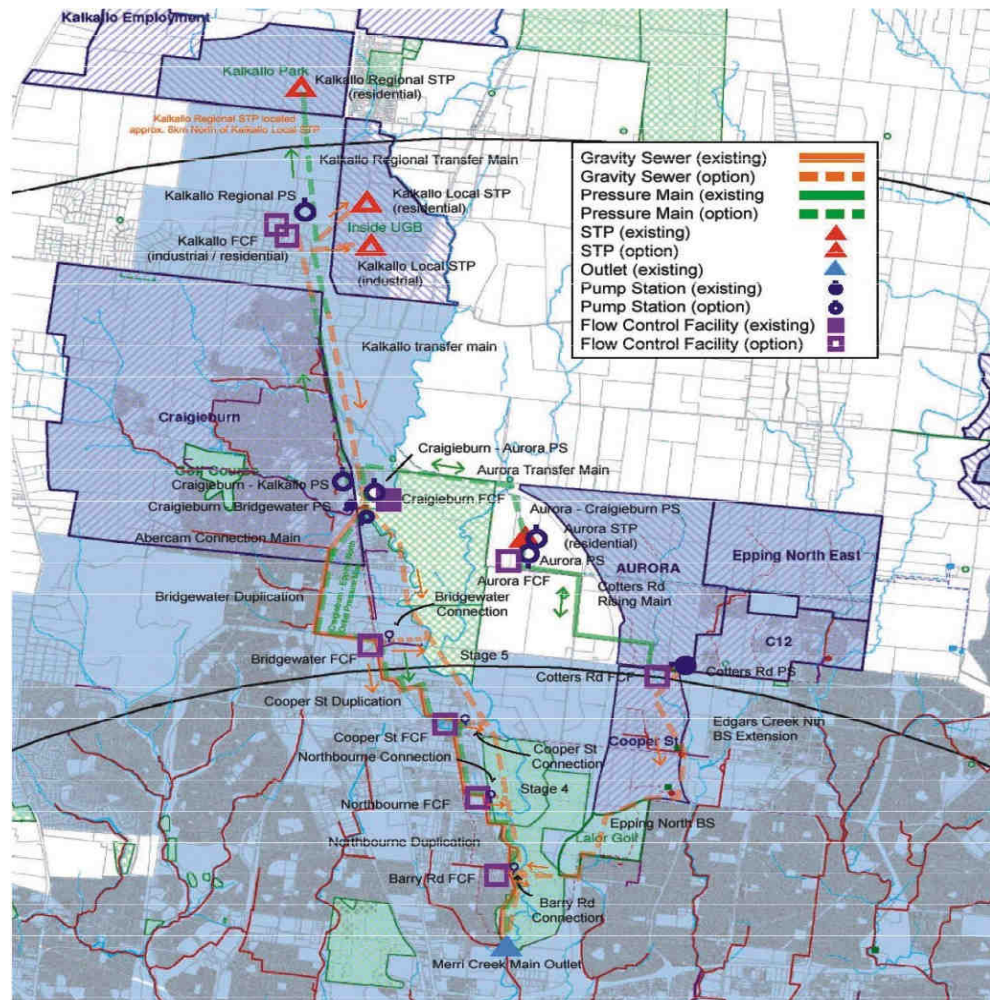 Kalkallo Employment
Kalkallo Park
Kalkallo Regional STP
(residential)
Kalkallo Regional STP located
approx. 6km North of Kalkallo Local STP
Kalkallo Regional Transfer Main
Kalkallo Regional PS
Kalkallo Local STP
(residential)
Inside UGB
Kalkallo FCF
(industrial / residential)
Kalkallo Local STP
(industrial)
Gravity Sewer (existing)
Gravity Sewer (option)
Pressure Main (existing
Pressure Main (option)
STP (existing)
STP (option)
Outlet (existing)
Pump Station (existing)
Pump Station (option)
Flow Control Facility (existing)
Flow Control Facility (option)
Kalkallo transfer main
Craigieburn
Craigieburn - Aurora PS
Golf Course
Aurora Transfer Main
Craigieburn - Kalkallo PS
Craigieburn FCF
Craigieburn - Bridgewater PS
Aurora - Craigieburn PS
Abercam Connection Main
Aurora STP
(residential)
Aurora PS
Epping North East
Aurora FCF
AURORA
Bridgewater Duplication
Bridgewater
Connection
Cotters Rd
Rising Main
C12
Bridgewater FCF
Stage 5
Cotters Rd FCF
Cotters Rd PS
Cooper St Duplication
Edgars Creek Nth
BS Extension
Cooper St FCF
Cooper St
Cooper St
Connection
Northbourne Connection
Stage 4
Northbourne FCF
Epping North BS
Lalor Golf
Northbourne Duplication
Barry Rd FCF
Barry Rd
Connection
Merri Creek Main Outlet